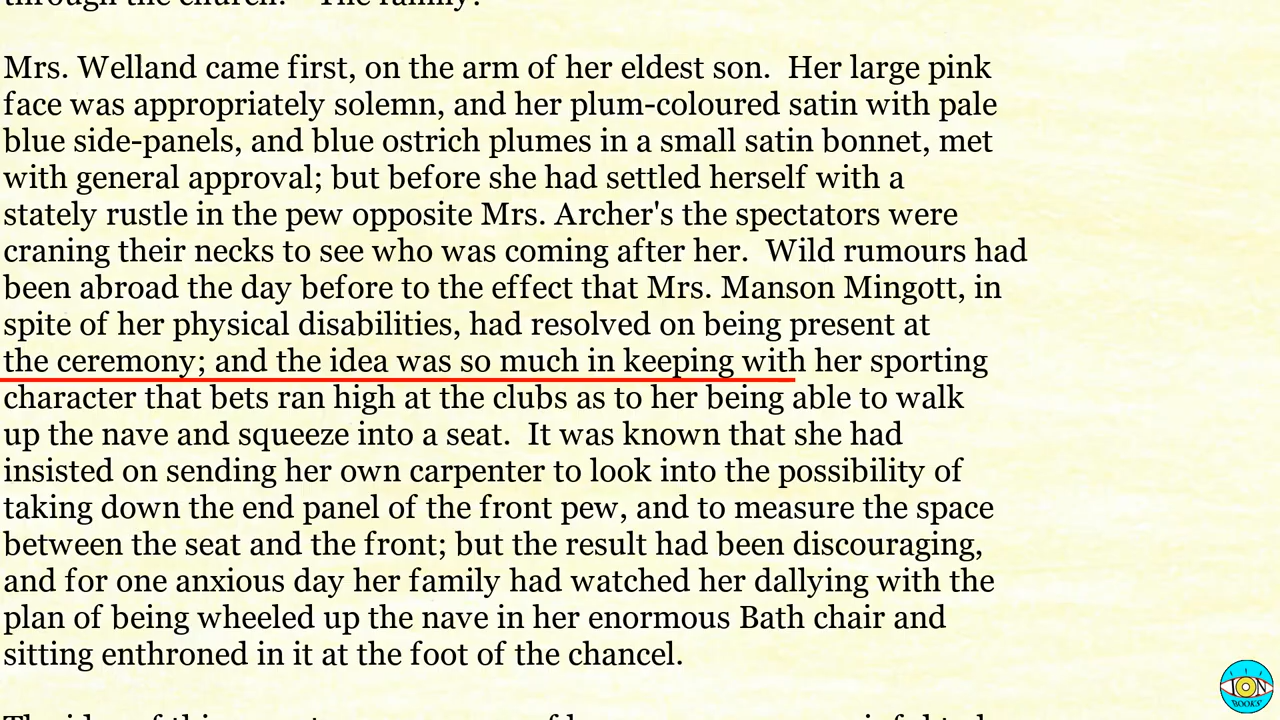 through the church. "The family!"
Mrs. Welland came first, on the arm of her eldest son.  Her large pink
face was appropriately solemn, and her plum-coloured satin with pale
blue side-panels, and blue ostrich plumes in a small satin bonnet, met
with general approval; but before she had settled herself with a
stately rustle in the pew opposite Mrs. Archer's the spectators were
craning their necks to see who was coming after her.  Wild rumours had
been abroad the day before to the effect that Mrs. Manson Mingott, in
spite of her physical disabilities, had resolved on being present at
the ceremony; and the idea was so much in keeping with her sporting
character that bets ran high at the clubs as to her being able to walk
up the nave and squeeze into a seat.  It was known that she had
insisted on sending her own carpenter to look into the possibility of
taking down the end panel of the front pew, and to measure the space
between the seat and the front; but the result had been discouraging,
and for one anxious day her family had watched her dallying with the
plan of being wheeled up the nave in her enormous Bath chair and
sitting enthroned in it at the foot of the chancel.
The idea of this
ION
BOOKS